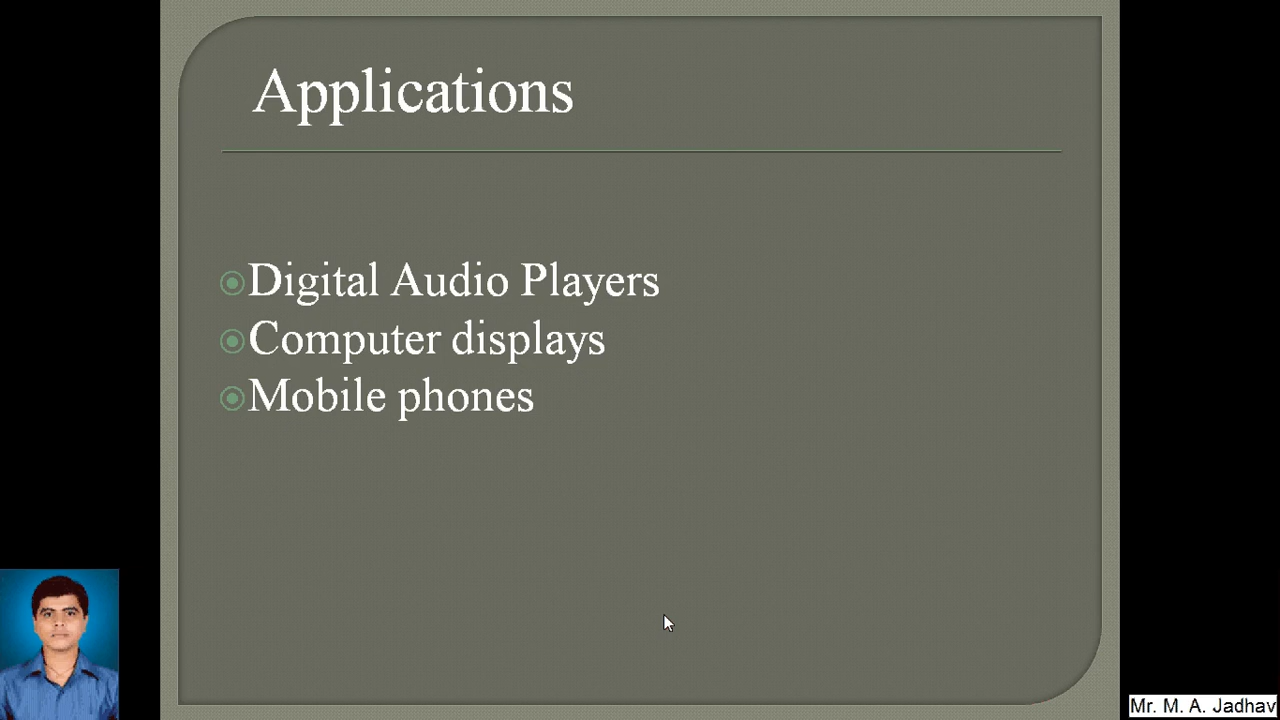 Applications
Digital Audio Players
Computer displays
Mobile phones
Mr. M. A. Jadhav